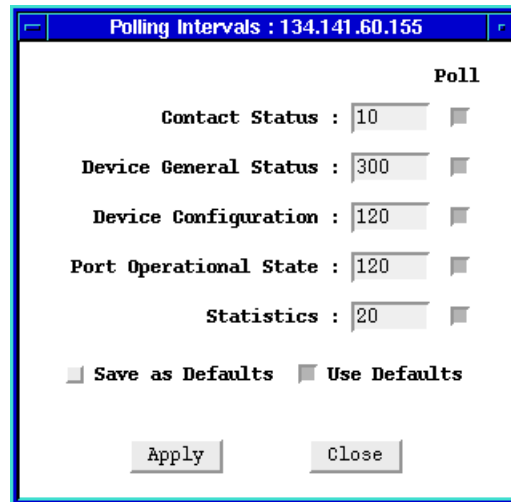 Polling Intervals : 134.141.60.155
Poll
Contact Status : 10
Device General Status : 300
Device Configuration : 120
Port Operational State : 120
Statistics : 20
Save as Defaults Use Defaults
Apply Close